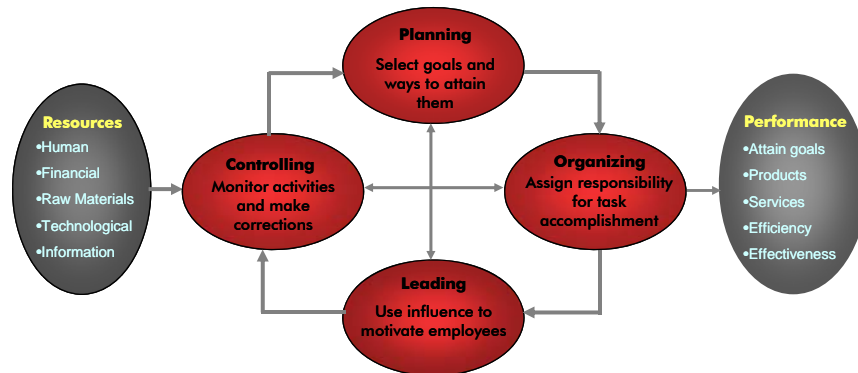 Planning
Select goals and
ways to attain
them
Resources
•Human
•Financial
•Raw Materials
•Technological
•Information
Controlling
Monitor activities
and make
corrections
Organizing
Assign responsibility
for task
accomplishment
Performance
•Attain goals
•Products
•Services
•Efficiency
•Effectiveness
Leading
Use influence to
motivate employees